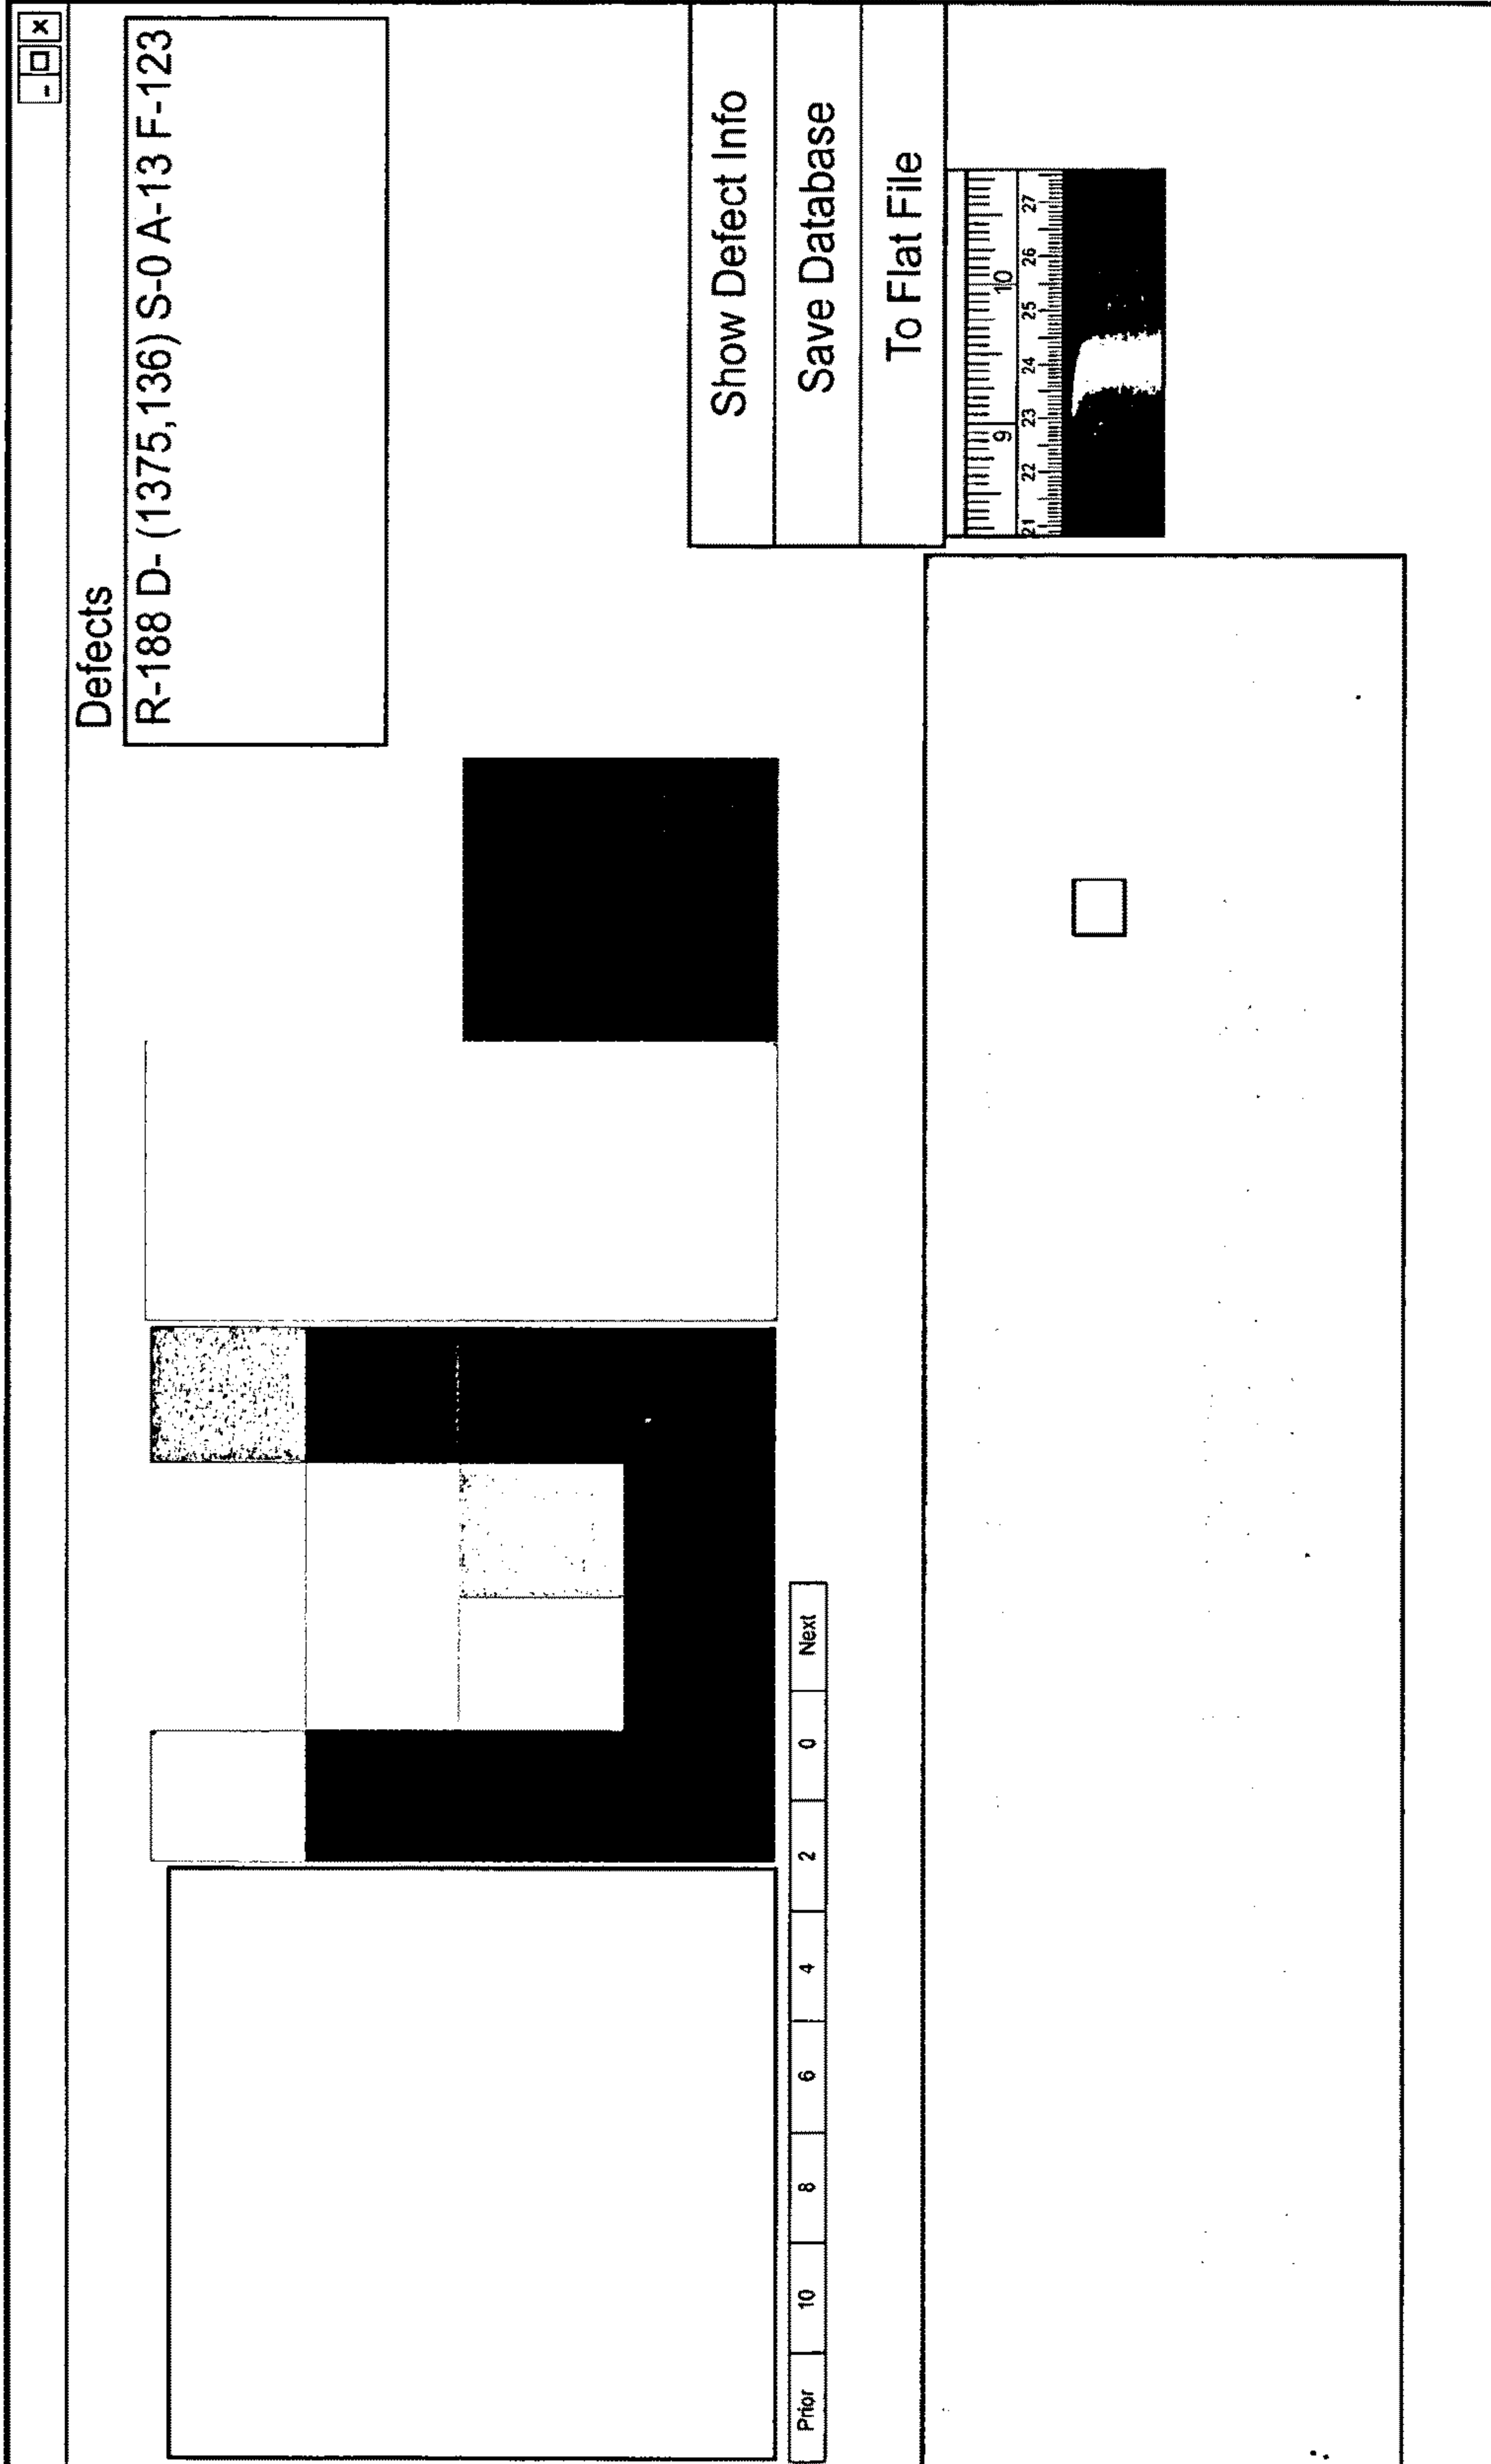 - □ x
Defects
R-188 D- (1375,136) S-0 A-13 F-123
Show Defect Info
Save Database
To Flat File
Prior 10 8 6 4 2 0 Next
9 10
21 22 23 24 25 26 27